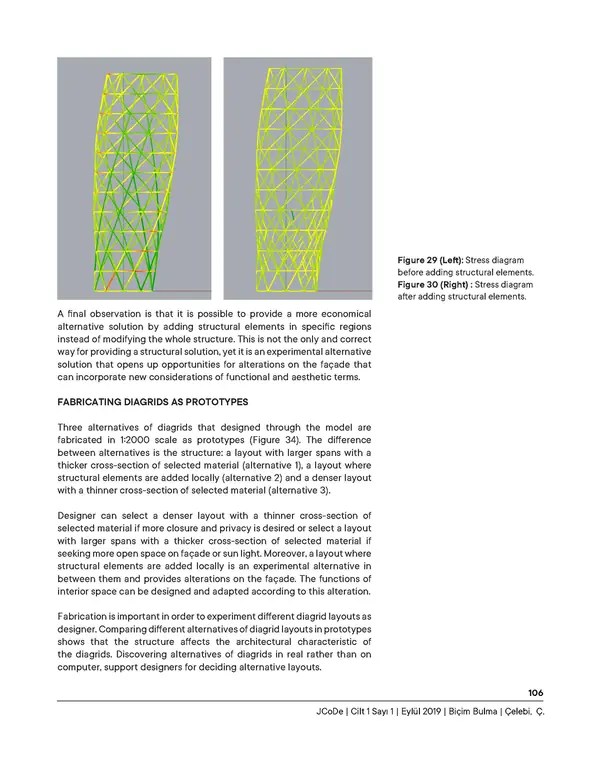 Figure 29 (Left): Stress diagram
before adding structural elements.
Figure 30 (Right) : Stress diagram
after adding structural elements.
A final observation is that it is possible to provide a more economical
alternative solution by adding structural elements in specific regions
instead of modifying the whole structure. This is not the only and correct
way for providing a structural solution, yet it is an experimental alternative
solution that opens up opportunities for alterations on the façade that
can incorporate new considerations of functional and aesthetic terms.
FABRICATING DIAGRIDS AS PROTOTYPES
Three alternatives of diagrids that designed through the model are
fabricated in 1:2000 scale as prototypes (Figure 34). The difference
between alternatives is the structure: a layout with larger spans with a
thicker cross-section of selected material (alternative 1), a layout where
structural elements are added locally (alternative 2) and a denser layout
with a thinner cross-section of selected material (alternative 3).
Designer can select a denser layout with a thinner cross-section of
selected material if more closure and privacy is desired or select a layout
with larger spans with a thicker cross-section of selected material if
seeking more open space on façade or sun light. Moreover, a layout where
structural elements are added locally is an experimental alternative in
between them and provides alterations on the façade. The functions of
interior space can be designed and adapted according to this alteration.
Fabrication is important in order to experiment different diagrid layouts as
designer. Comparing different alternatives of diagrid layouts in prototypes
shows that the structure affects the architectural characteristic of
the diagrids. Discovering alternatives of diagrids in real rather than on
computer, support designers for deciding alternative layouts.
106
JCoDe | Cilt 1 Sayı 1 | Eylül 2019 | Biçim Bulma | Çelebi, Ç.